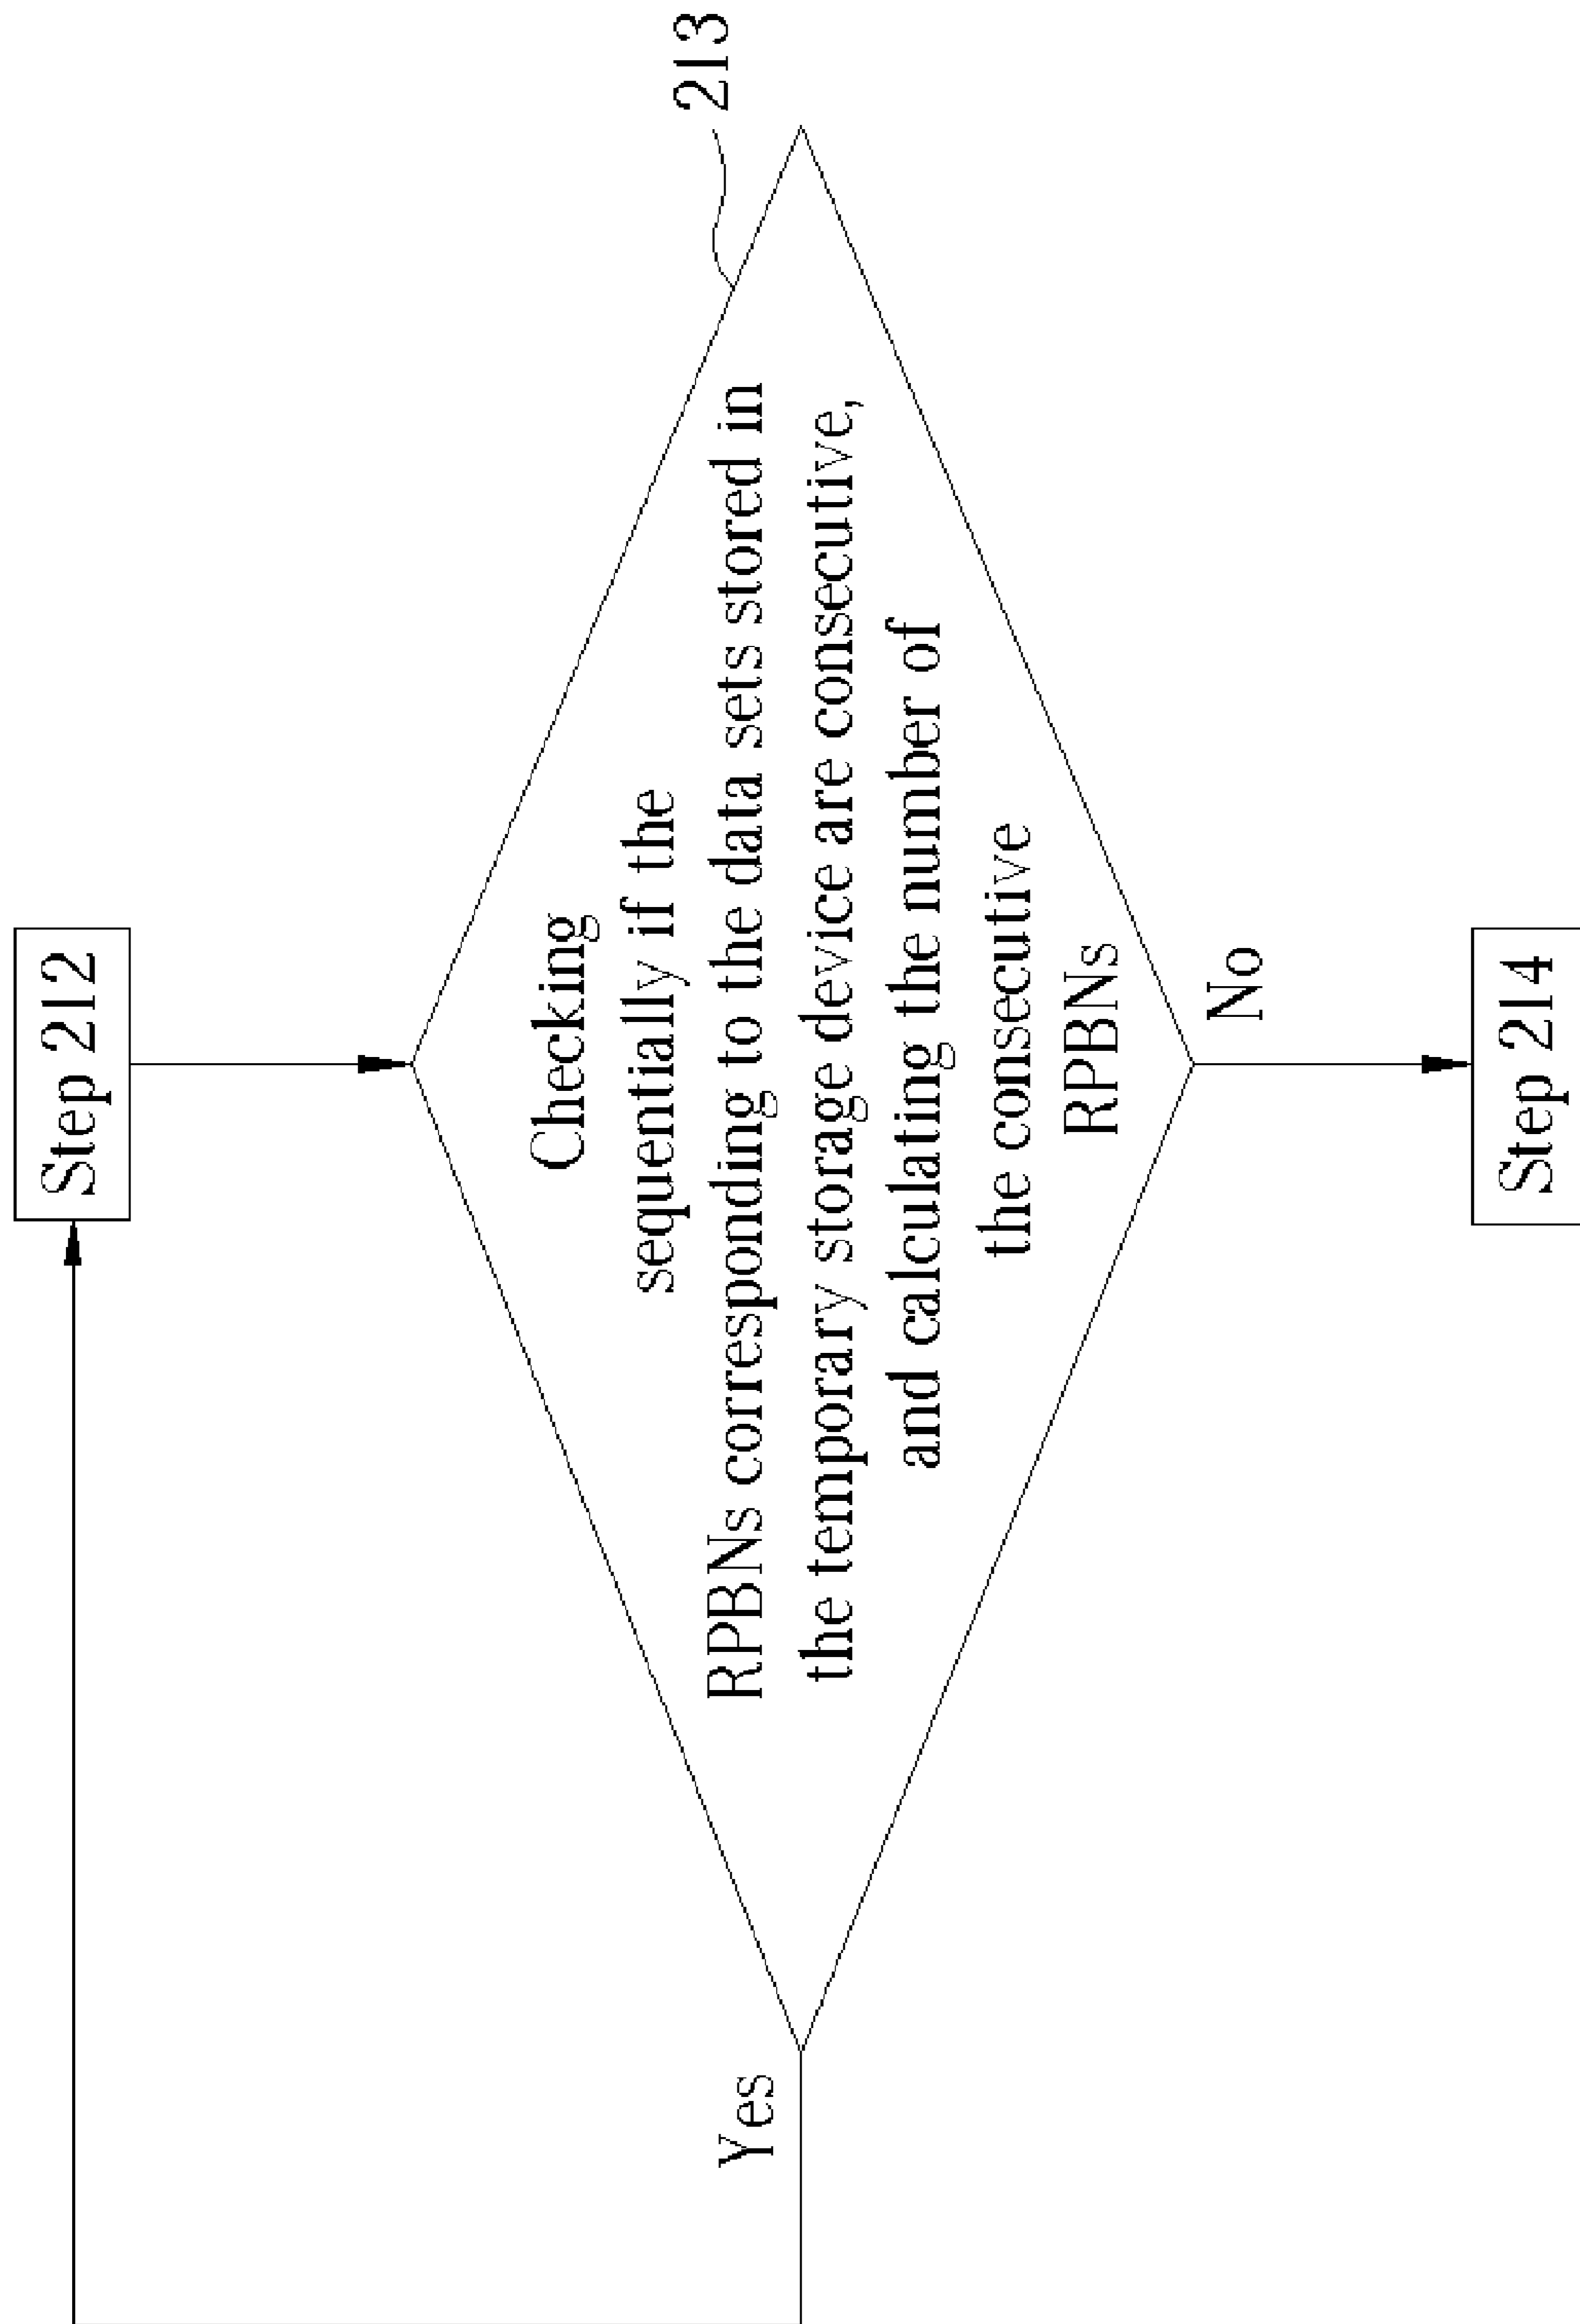 Step 212
213
Checking
sequentially if the
RPBNs corresponding to the data sets stored in
the temporary storage device are consecutive,
and calculating the number of
the consecutive
RPBNs
Yes
No
Step 214